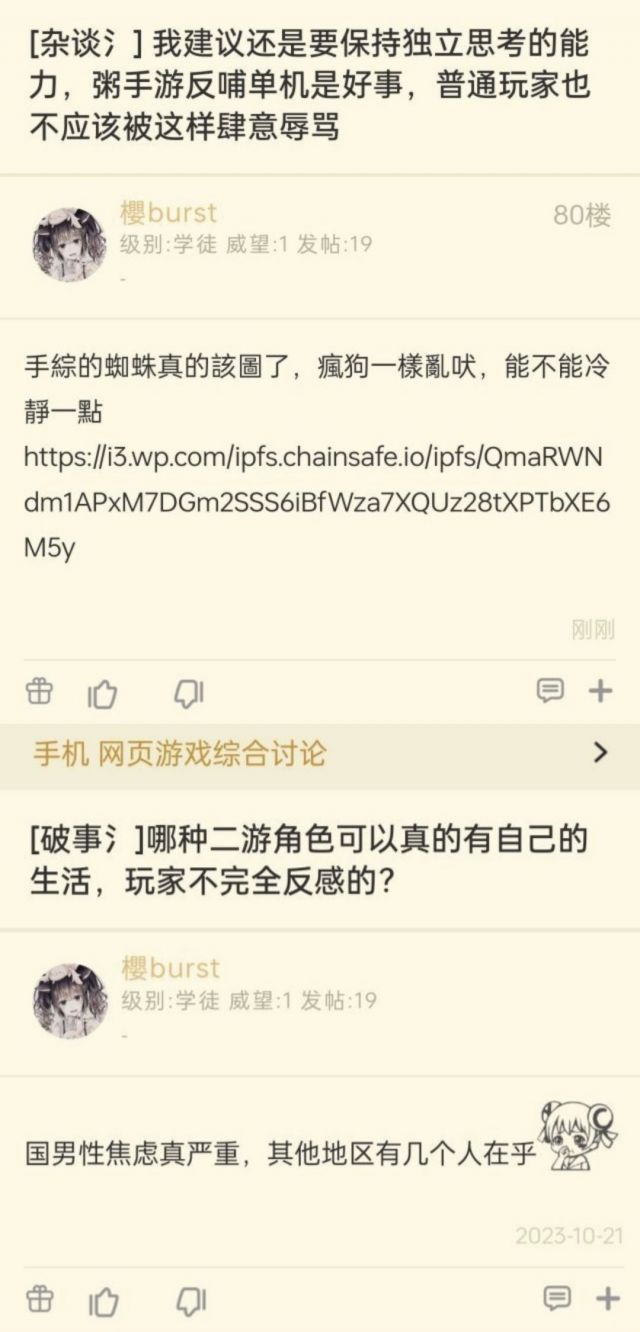 [杂谈氵] 我建议还是要保持独立思考的能
力，粥手游反哺单机是好事，普通玩家也
不应该被这样肆意辱骂
櫻burst
80楼
级别:学徒 威望:1 发帖:19
-
手綜的蜘蛛真的該圖了，瘋狗一樣亂吠，能不能冷
靜一點
https://i3.wp.com/ipfs.chainsafe.io/ipfs/QmaRWN
dm1APxM7DGm2SSS6iBfWza7XQUz28tXPTbXE6
M5y
刚刚
手机 网页游戏综合讨论
[破事氵]哪种二游角色可以真的有自己的
生活，玩家不完全反感的？
櫻burst
级别:学徒 威望:1 发帖:19
-
国男性焦虑真严重，其他地区有几个人在乎
2023-10-21